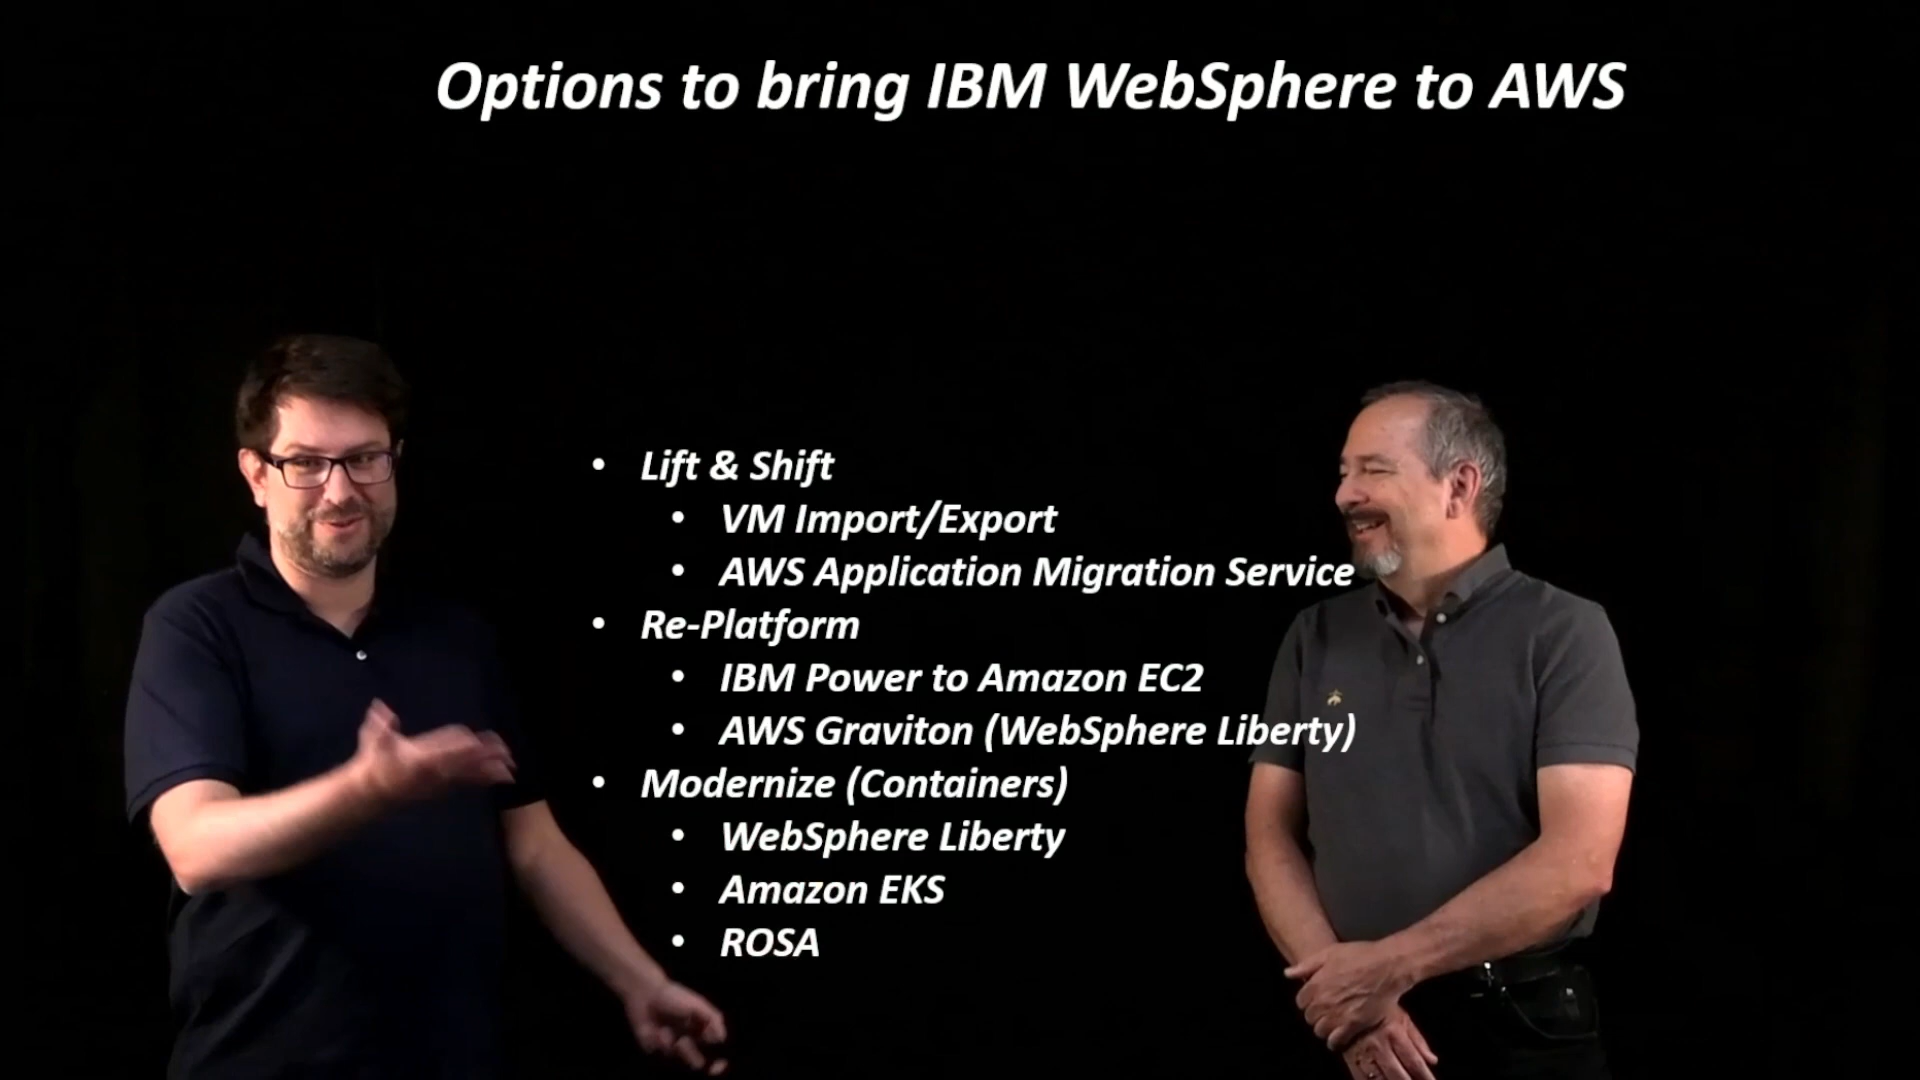 Options to bring IBM WebSphere to AWS
• Lift & Shift
• VM Import/Export
• AWS Application Migration Service
• Re-Platform
• IBM Power to Amazon EC2
• AWS Graviton (WebSphere Liberty)
• Modernize (Containers)
• WebSphere Liberty
• Amazon EKS
• ROSA